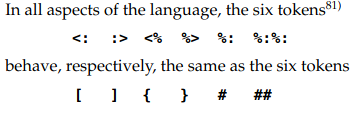 In all aspects of the language, the six tokens81)
<: :> <% %> %: %:%:
behave, respectively, the same as the six tokens
[ ] { } # ##